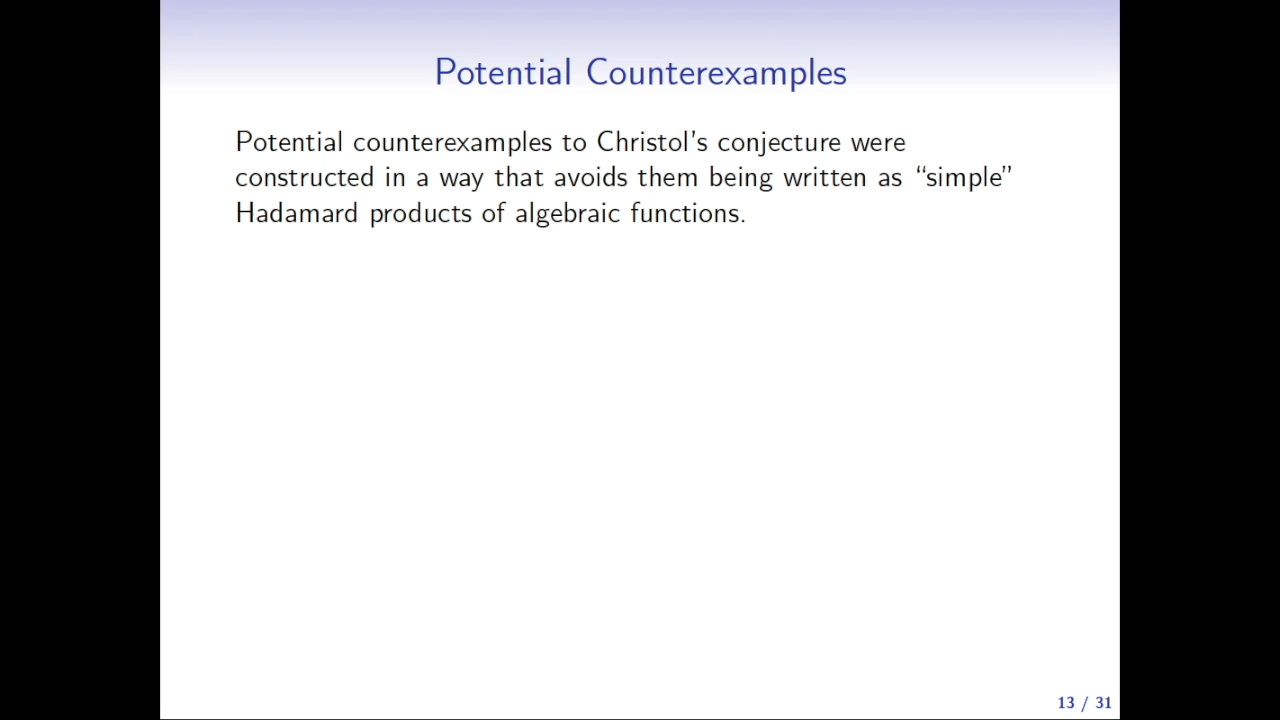 Potential Counterexamples
Potential counterexamples to Christol's conjecture were
constructed in a way that avoids them being written as “simple”
Hadamard products of algebraic functions.
13 / 31